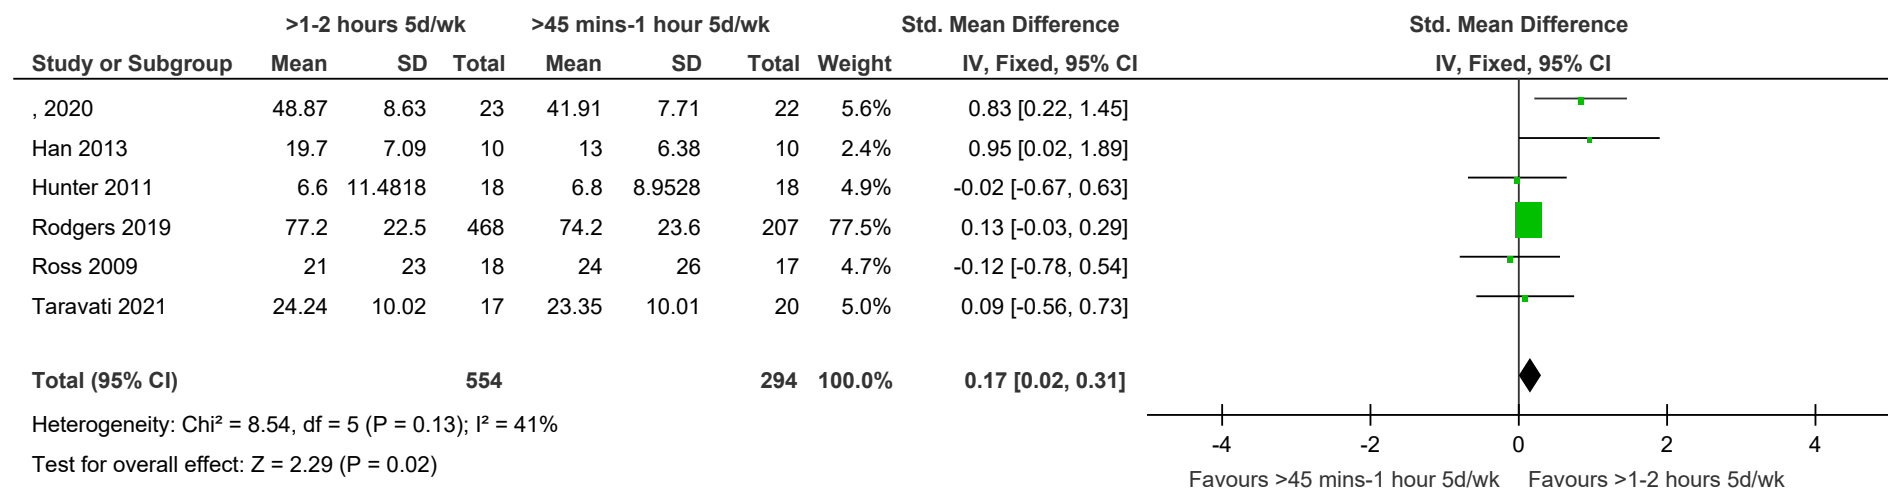 >1-2 hours 5d/wk >45 mins-1 hour 5d/wk Std. Mean Difference Std. Mean Difference
Study or Subgroup Mean SD Total Mean SD Total Weight IV, Fixed, 95% CI IV, Fixed, 95% CI
, 2020 48.87 8.63 23 41.91 7.71 22 5.6% 0.83 [0.22, 1.45]
Han 2013 19.7 7.09 10 13 6.38 10 2.4% 0.95 [0.02, 1.89]
Hunter 2011 6.6 11.4818 18 6.8 8.9528 18 4.9% -0.02 [-0.67, 0.63]
Rodgers 2019 77.2 22.5 468 74.2 23.6 207 77.5% 0.13 [-0.03, 0.29]
Ross 2009 21 23 18 24 26 17 4.7% -0.12 [-0.78, 0.54]
Taravati 2021 24.24 10.02 17 23.35 10.01 20 5.0% 0.09 [-0.56, 0.73]
Total (95% CI) 554 294 100.0% 0.17 [0.02, 0.31]
Heterogeneity: Chi² = 8.54, df = 5 (P = 0.13); I² = 41%
Test for overall effect: Z = 2.29 (P = 0.02)
-4 -2 0 2 4
Favours >45 mins-1 hour 5d/wk Favours >1-2 hours 5d/wk